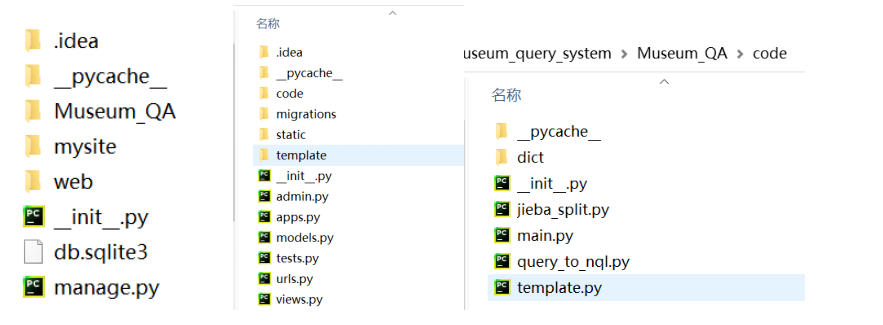 .idea
__pycache__
Museum_QA
mysite
web
__init__.py
db.sqlite3
manage.py
名称
.idea
__pycache__
code
migrations
static
template
__init__.py
admin.py
apps.py
models.py
tests.py
urls.py
views.py
useum_query_system > Museum_QA > code
名称
__pycache__
dict
__init__.py
jieba_split.py
main.py
query_to_nql.py
template.py